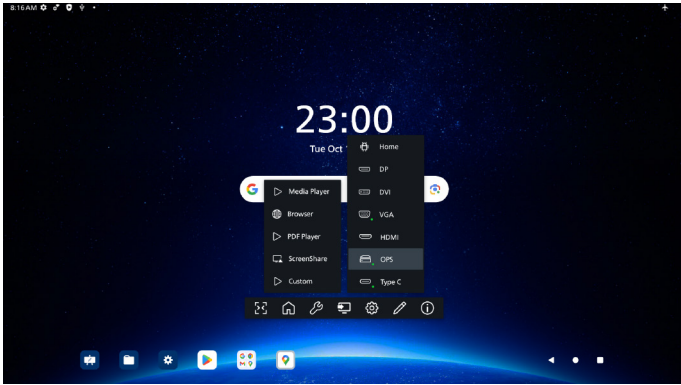 8:16 AM
23:00
Tue Oct
Home
DP
DVI
VGA
HDMI
OPS
Type C
Media Player
Browser
PDF Player
ScreenShare
Custom